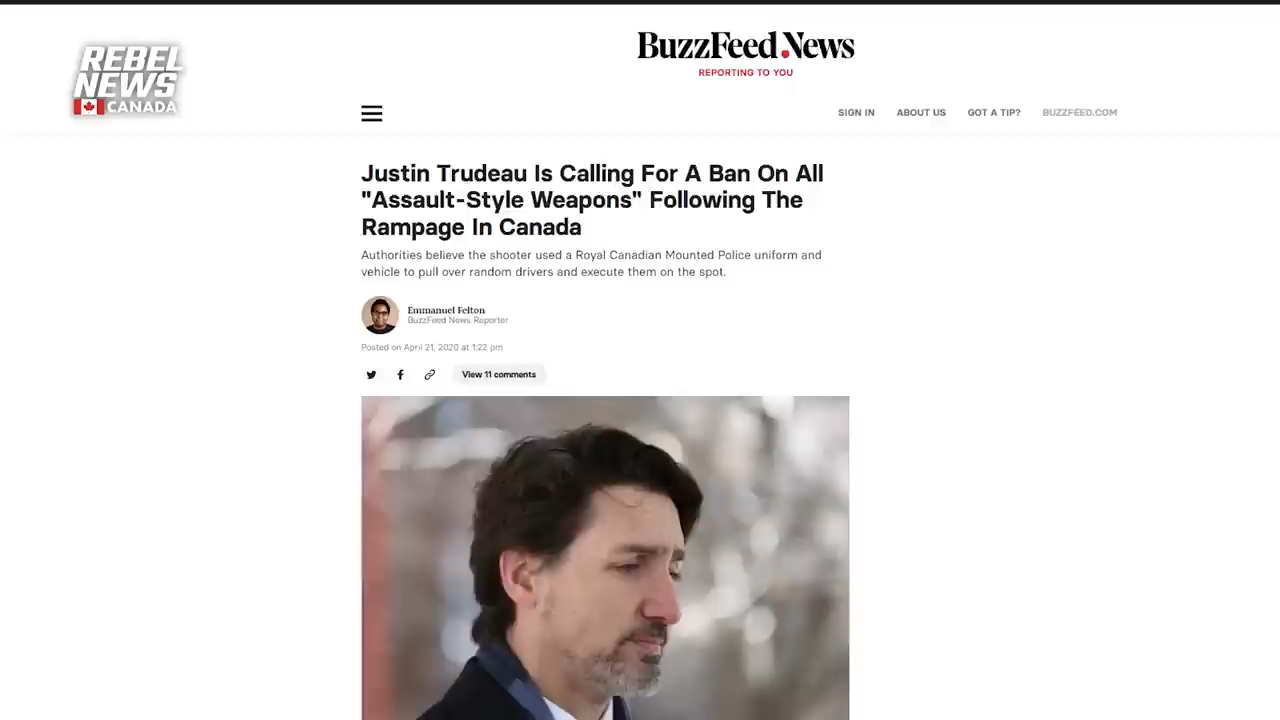 REBEL
NEWS
CANADA
BuzzFeed News
REPORTING TO YOU
SIGN IN ABOUT US GOT A TIP? BUZZFEED.COM
Justin Trudeau Is Calling For A Ban On All
"Assault-Style Weapons" Following The
Rampage In Canada
Authorities believe the shooter used a Royal Canadian Mounted Police uniform and
vehicle to pull over random drivers and execute them on the spot.
Emmanuel Felton
BuzzFeed News Reporter
Posted on April 21, 2020 at 1:22 pm
View 11 comments